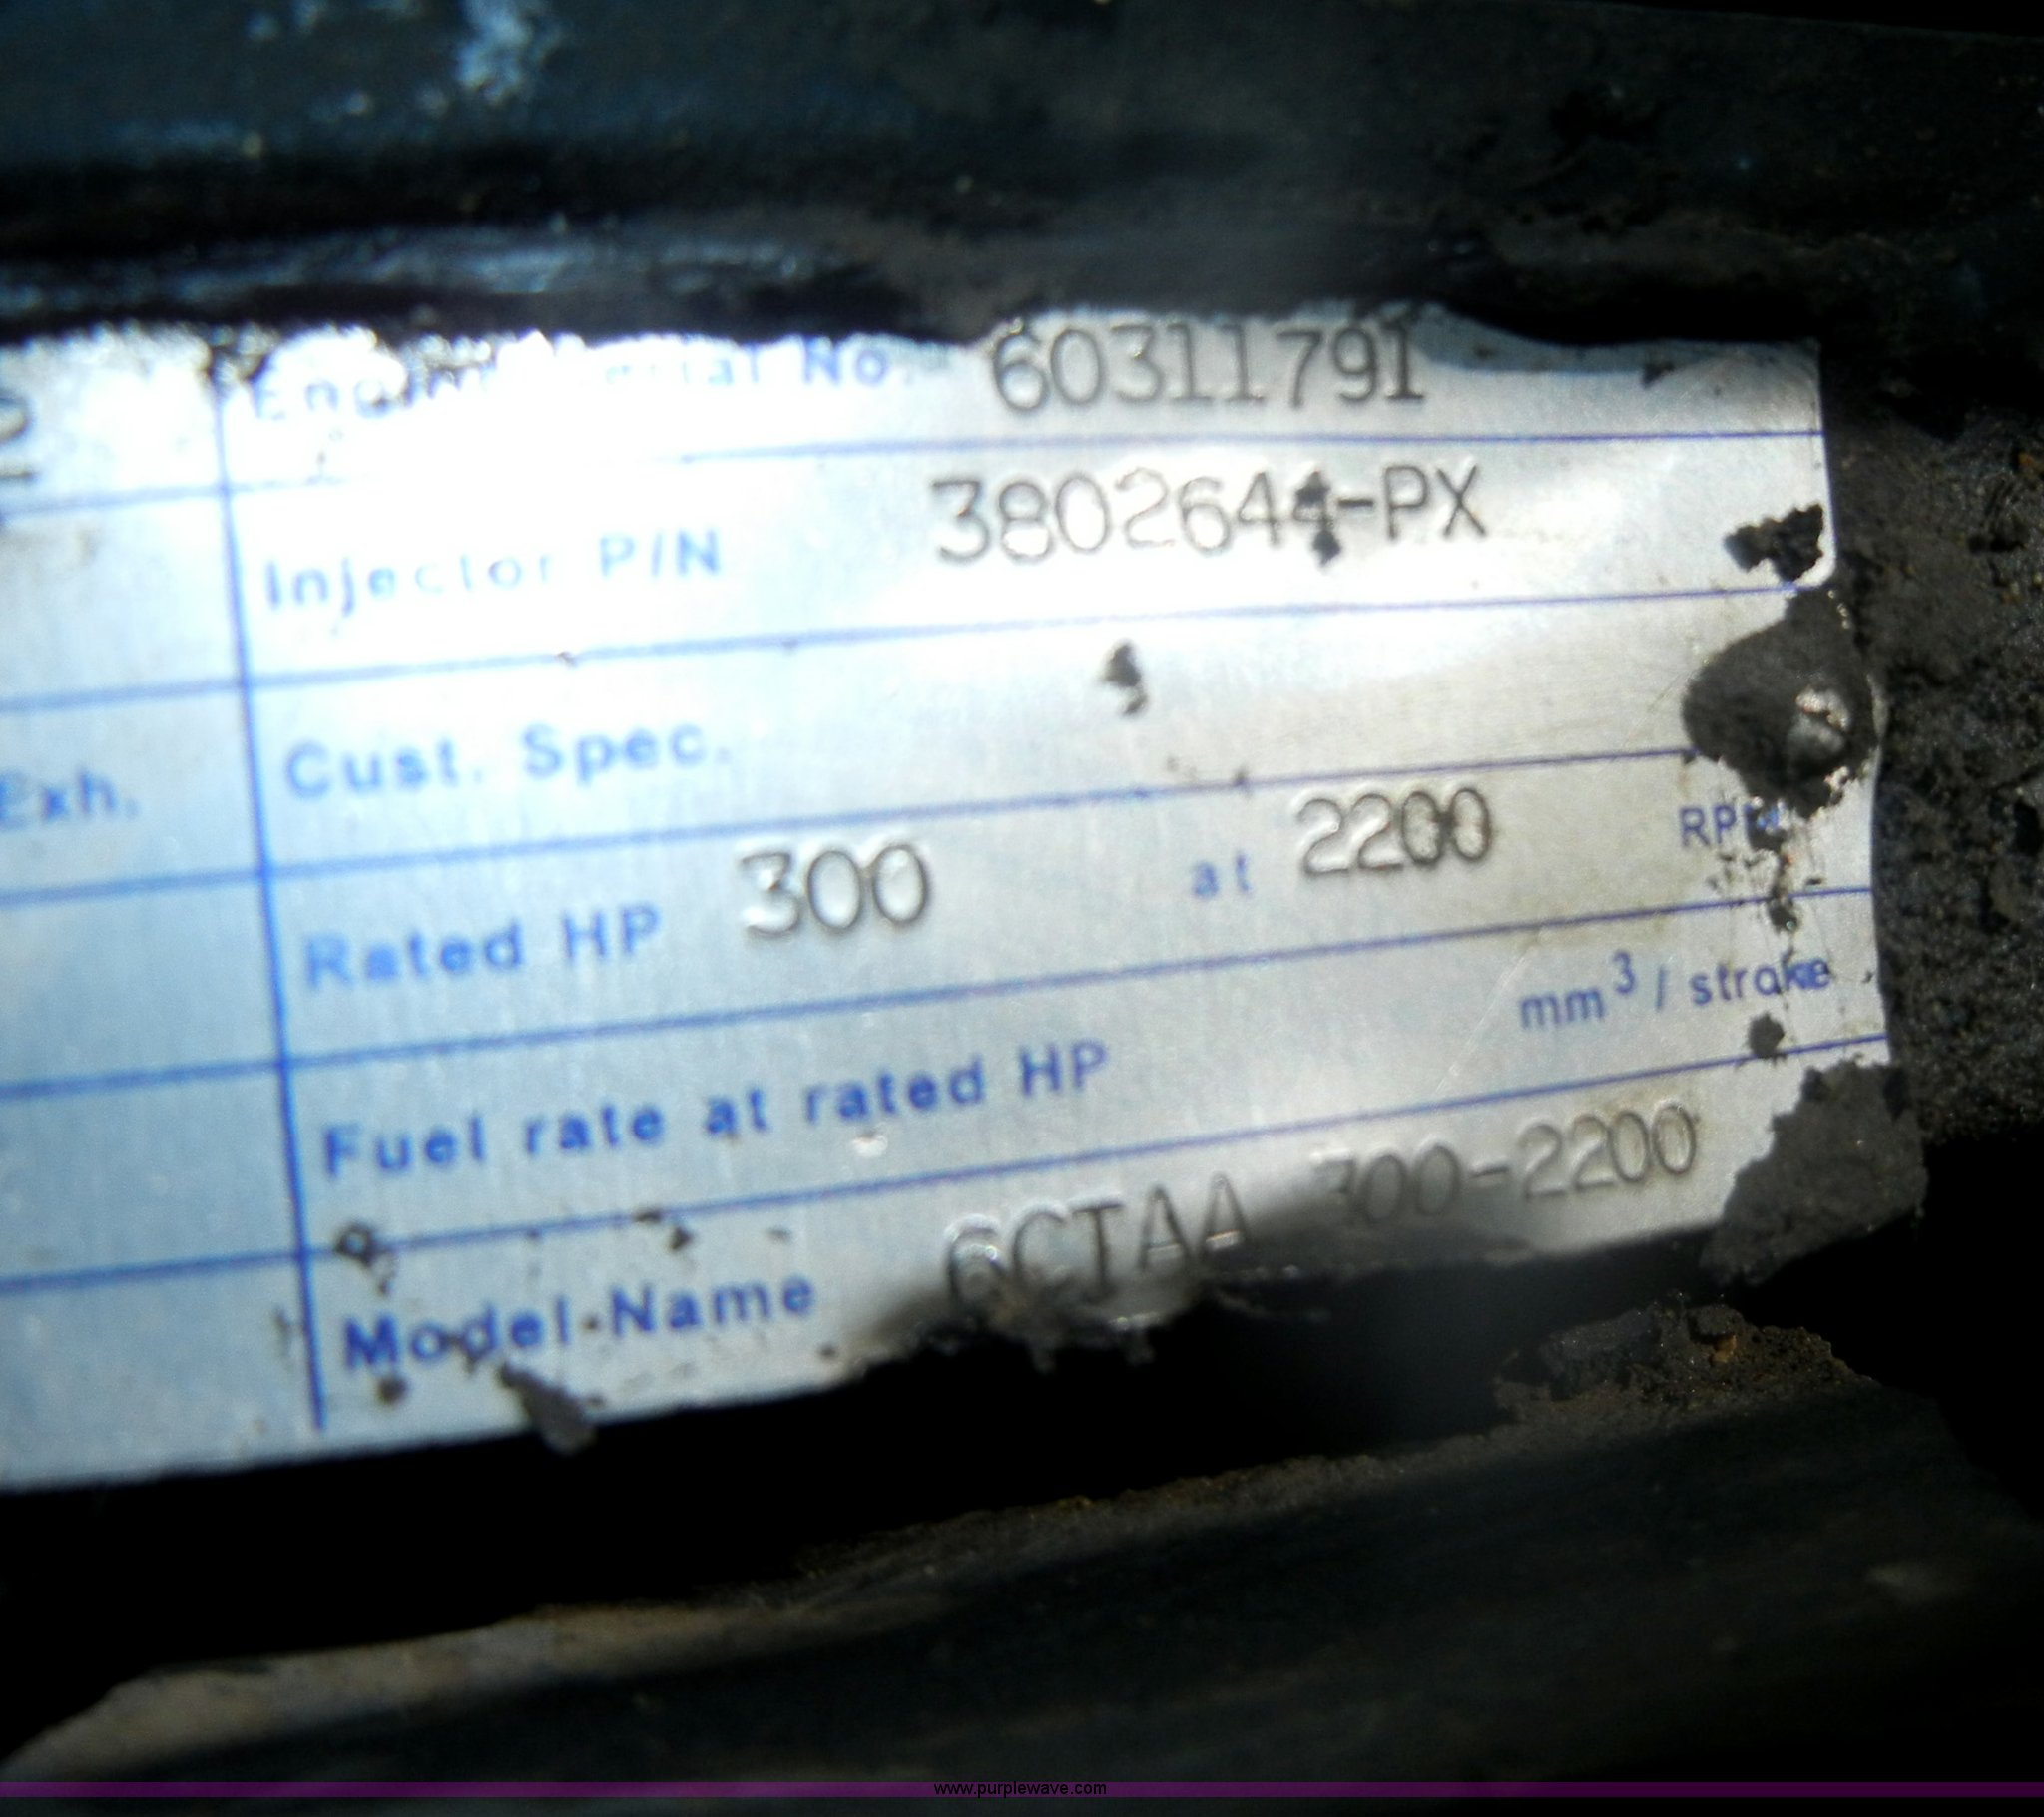 Engine Serial No. 60311791
Injector P/N 3802644-PX
Cust. Spec.
Exh.
Rated HP 300 at 2200 RPM
Fuel rate at rated HP mm³/stroke
Model-Name 6CTAA 300-2200
www.purplewave.com